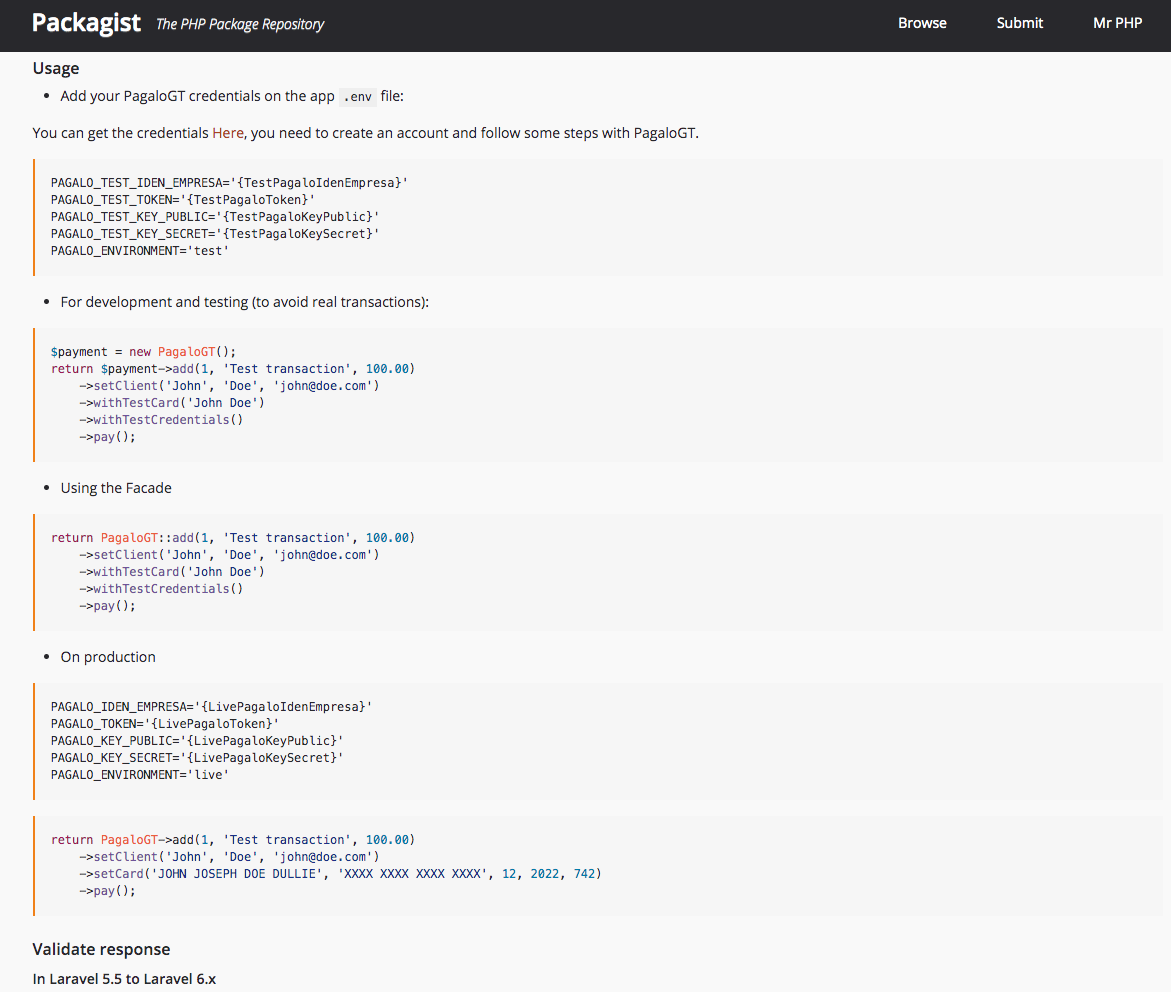 Packagist The PHP Package Repository Browse Submit Mr PHP
Usage
• Add your PagaloGT credentials on the app .env file:
You can get the credentials Here, you need to create an account and follow some steps with PagaloGT.
PAGALO_TEST_IDEN_EMPRESA='{TestPagaloIdenEmpresa}'
PAGALO_TEST_TOKEN='{TestPagaloToken}'
PAGALO_TEST_KEY_PUBLIC='{TestPagaloKeyPublic}'
PAGALO_TEST_KEY_SECRET='{TestPagaloKeySecret}'
PAGALO_ENVIRONMENT='test'
• For development and testing (to avoid real transactions):
$payment = new PagaloGT();
return $payment->add(1, 'Test transaction', 100.00)
    ->setClient('John', 'Doe', 'john@doe.com')
    ->withTestCard('John Doe')
    ->withTestCredentials()
    ->pay();
• Using the Facade
return PagaloGT::add(1, 'Test transaction', 100.00)
    ->setClient('John', 'Doe', 'john@doe.com')
    ->withTestCard('John Doe')
    ->withTestCredentials()
    ->pay();
• On production
PAGALO_IDEN_EMPRESA='{LivePagaloIdenEmpresa}'
PAGALO_TOKEN='{LivePagaloToken}'
PAGALO_KEY_PUBLIC='{LivePagaloKeyPublic}'
PAGALO_KEY_SECRET='{LivePagaloKeySecret}'
PAGALO_ENVIRONMENT='live'
return PagaloGT->add(1, 'Test transaction', 100.00)
    ->setClient('John', 'Doe', 'john@doe.com')
    ->setCard('JOHN JOSEPH DOE DULLIE', 'XXXX XXXX XXXX XXXX', 12, 2022, 742)
    ->pay();
Validate response
In Laravel 5.5 to Laravel 6.x